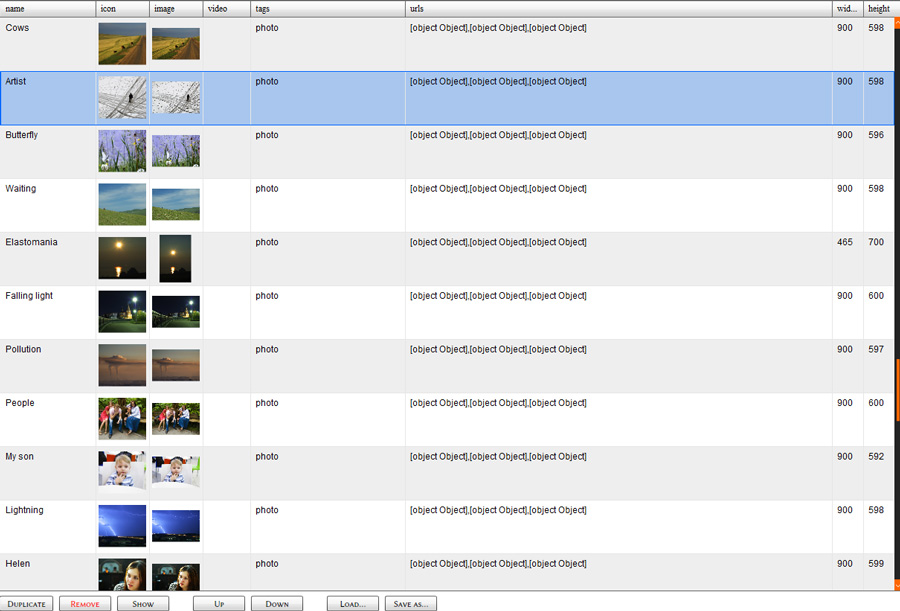 name icon image video tags urls wid... height
Cows photo [object Object],[object Object],[object Object] 900 598
Artist photo [object Object],[object Object],[object Object] 900 598
Butterfly photo [object Object],[object Object],[object Object] 900 596
Waiting photo [object Object],[object Object],[object Object] 900 598
Elastomania photo [object Object],[object Object],[object Object] 465 700
Falling light photo [object Object],[object Object],[object Object] 900 600
Pollution photo [object Object],[object Object],[object Object] 900 597
People photo [object Object],[object Object],[object Object] 900 600
My son photo [object Object],[object Object],[object Object] 900 592
Lightning photo [object Object],[object Object],[object Object] 900 598
Helen photo [object Object],[object Object],[object Object] 900 599
DUPLICATE REMOVE SHOW UP DOWN LOAD... SAVE AS...